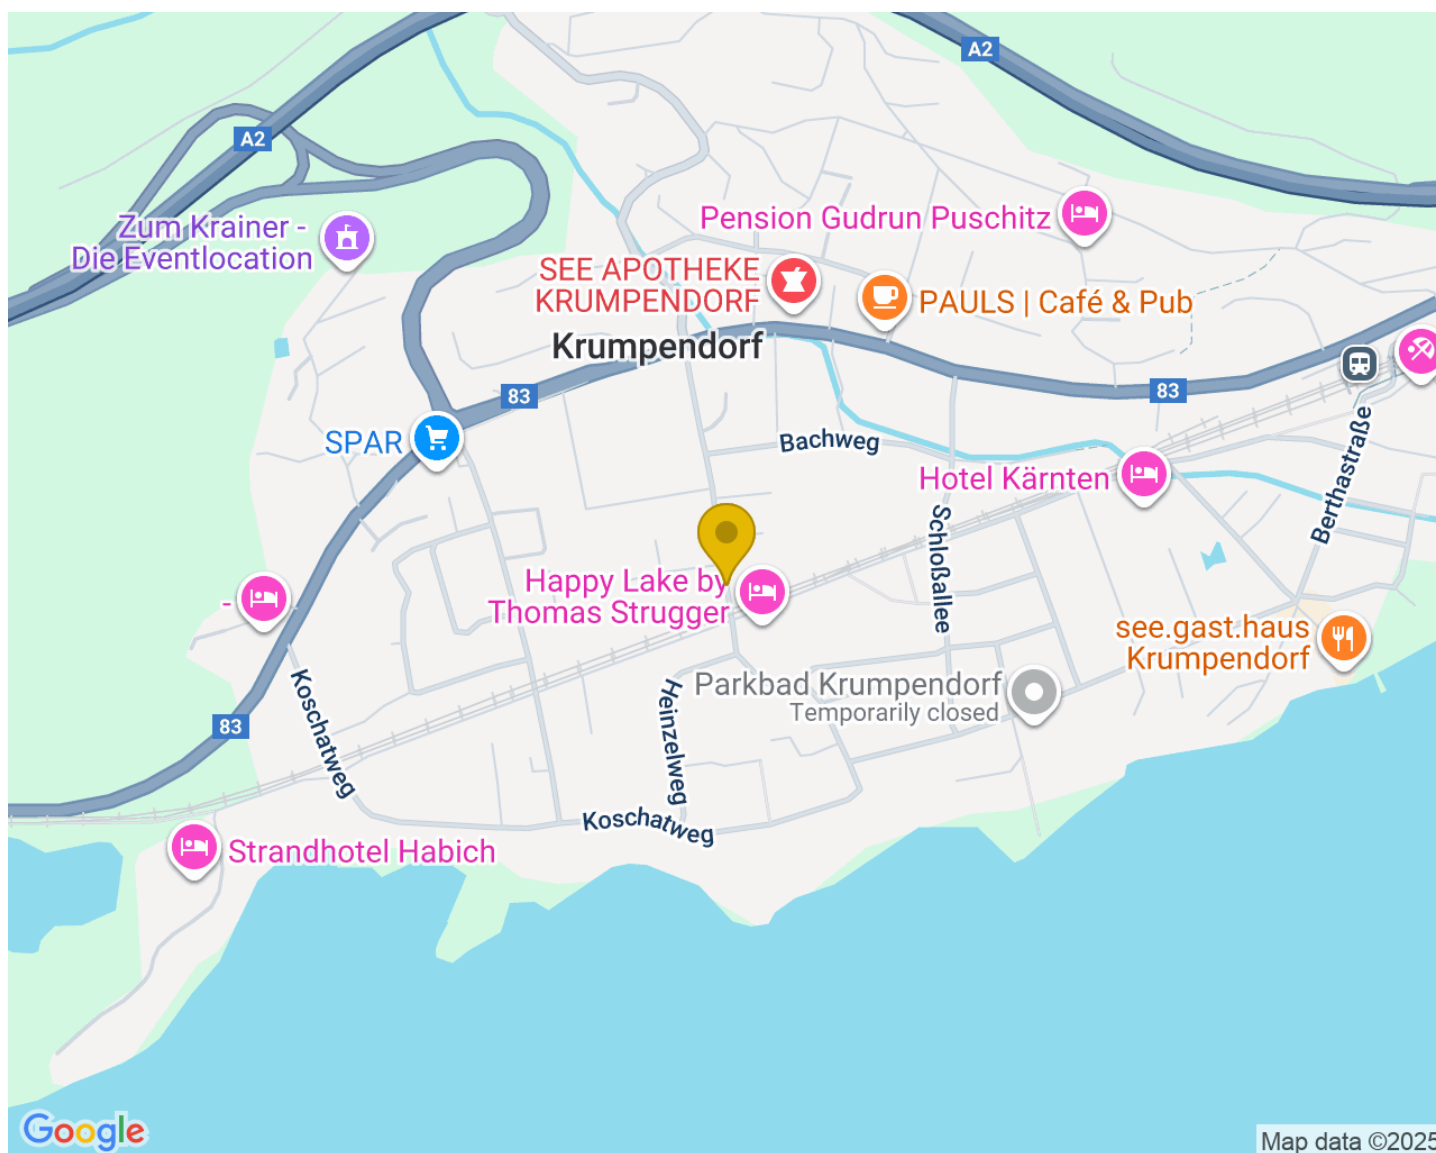 A2
A2
Zum Krainer -
Die Eventlocation
Pension Gudrun Puschitz
SEE APOTHEKE
KRUMPENDORF
PAULS | Café & Pub
Krumpendorf
83
83
SPAR
Bachweg
Hotel Kärnten
Berthastraße
Schloßallee
Happy Lake by
Thomas Strugger
-
see.gast.haus
Krumpendorf
Parkbad Krumpendorf
Temporarily closed
Koschatweg
Heinzelweg
83
Koschatweg
Strandhotel Habich
Google
Map data ©2025